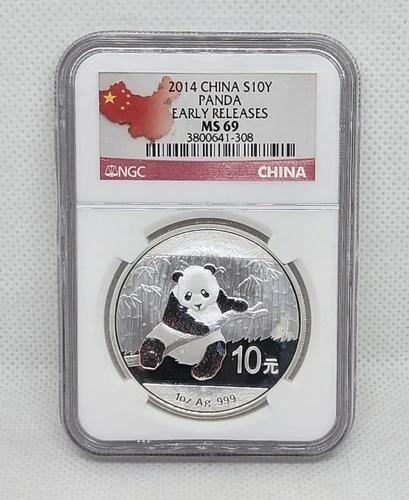 2014 CHINA S10Y
PANDA
EARLY RELEASES
MS 69
3800641-308
NGC
CHINA
10元
1oz Ag .999